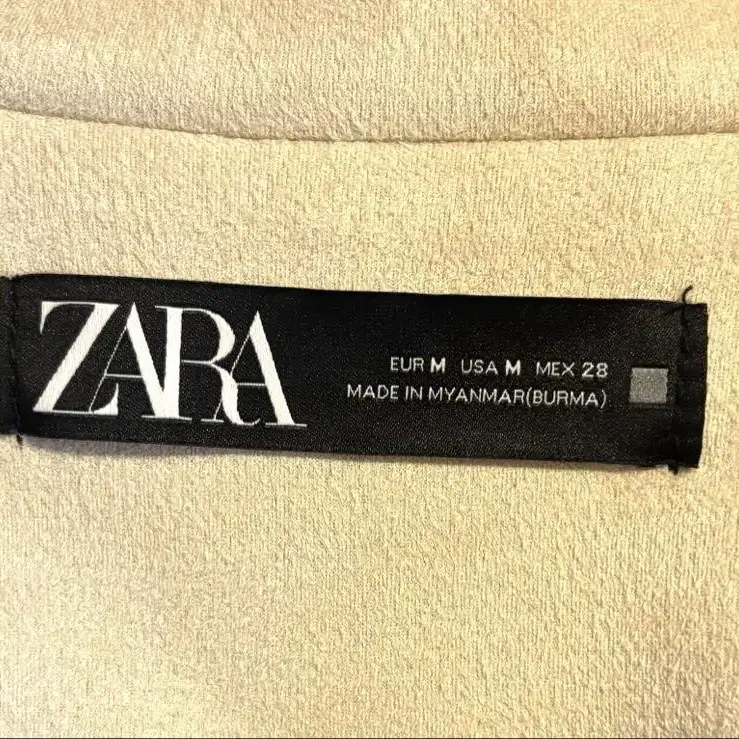 ZARA
EUR M USA M MEX 28
MADE IN MYANMAR(BURMA)